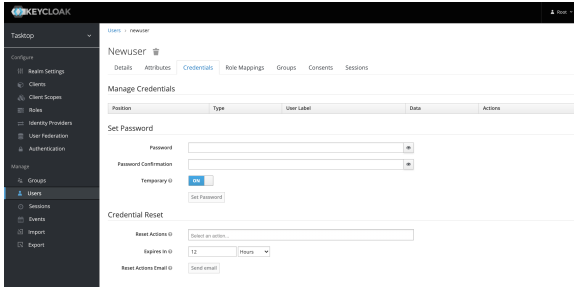 KEYCLOAK
Root
Tasktop
Users > newuser
Newuser
Configure
Details Attributes Credentials Role Mappings Groups Consents Sessions
Realm Settings
Clients
Client Scopes
Roles
Identity Providers
User Federation
Authentication
Manage
Groups
Users
Sessions
Events
Import
Export
Manage Credentials
Position Type User Label Data Actions
Set Password
Password
Password Confirmation
Temporary ON
Set Password
Credential Reset
Reset Actions Select an action...
Expires In 12 Hours
Reset Actions Email Send email